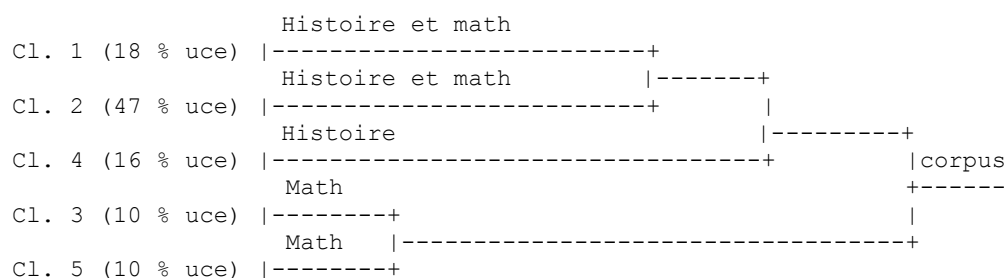 Histoire et math
Cl. 1 (18 % uce) |--------------------------+
Histoire et math |-------+
Cl. 2 (47 % uce) |--------------------------+ |
Histoire |---------+
Cl. 4 (16 % uce) |----------------------------------+ |corpus
Math +------
Cl. 3 (10 % uce) |--------+ |
Math |-----------------------------------+
Cl. 5 (10 % uce) |--------+